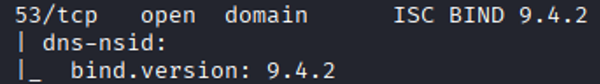 53/tcp   open  domain      ISC BIND 9.4.2
| dns-nsid:
|_  bind.version: 9.4.2